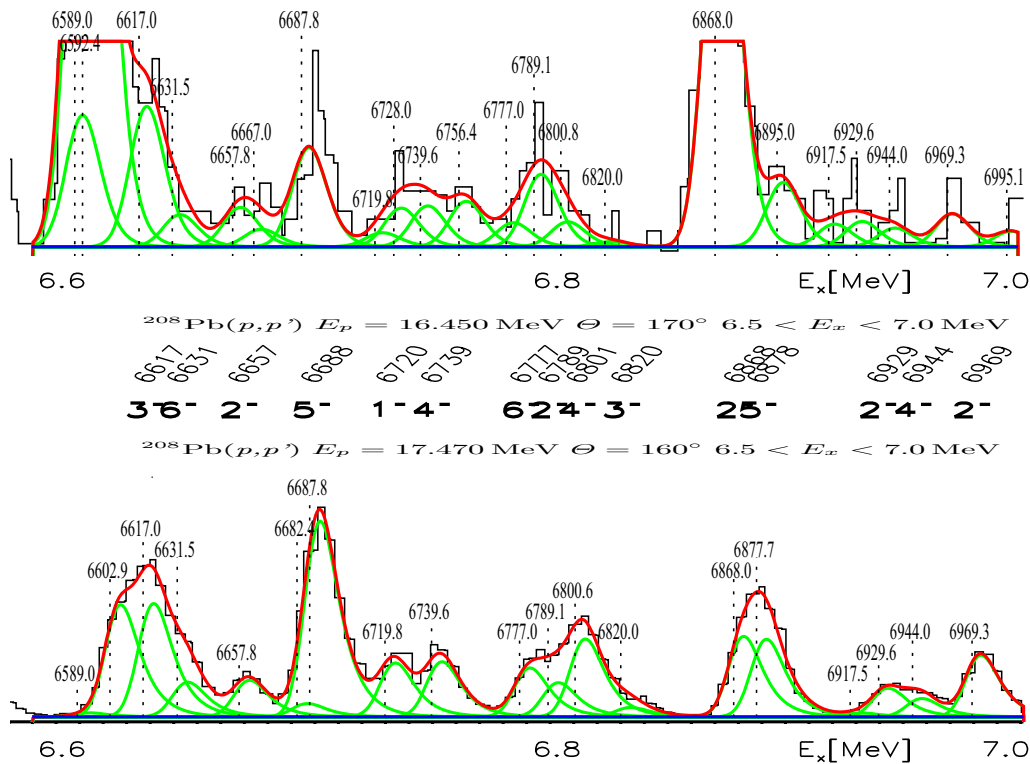 6589.0 6617.0 6687.8 6868.0
6592.4
6789.1
6631.5
6728.0 6777.0
6667.0 6756.4 6800.8 6895.0 6929.6
6657.8 6739.6 6917.5 6944.0 6969.3
6820.0 6995.1
6719.8
6.6 6.8 Ex[MeV] 7.0
²⁰⁸Pb(p,p') Ep = 16.450 MeV Θ = 170° 6.5 < Ex < 7.0 MeV
6617 6631 6657 6688 6720 6739 6777 6789 6801 6820 6868 6878 6929 6944 6969
3- 6- 2- 5- 1- 4- 6- 2- 4- 3- 2 5- 2- 4- 2-
²⁰⁸Pb(p,p') Ep = 17.470 MeV Θ = 160° 6.5 < Ex < 7.0 MeV
6687.8
6617.0 6682.
6631.5 6877.7
6602.9 6868.0
6800.6
6719.8 6739.6 6777.0 6789.1 6820.0 6944.0 6969.3
6657.8 6929.6
6589.0 6917.5
6.6 6.8 Ex[MeV] 7.0